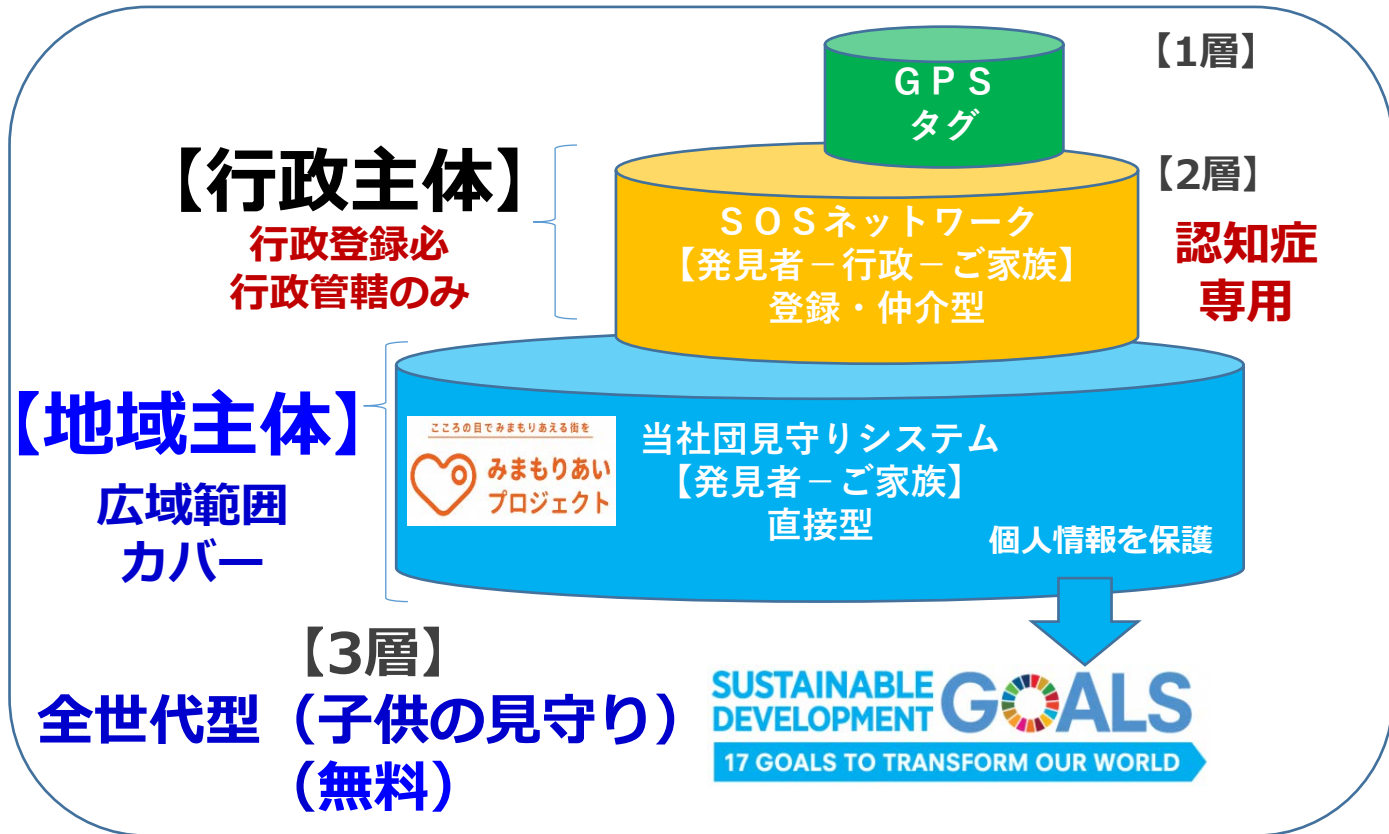 【1層】
GPS
タグ
【行政主体】
行政登録必
行政管轄のみ
【2層】
SOSネットワーク
【発見者－行政－ご家族】
登録・仲介型
認知症
専用
【地域主体】
広域範囲
カバー
こころの目でみまもりあえる街を
みまもりあい
プロジェクト
当社団見守りシステム
【発見者－ご家族】
直接型
個人情報を保護
【3層】
全世代型（子供の見守り）
（無料）
SUSTAINABLE
DEVELOPMENT
GOALS
17 GOALS TO TRANSFORM OUR WORLD